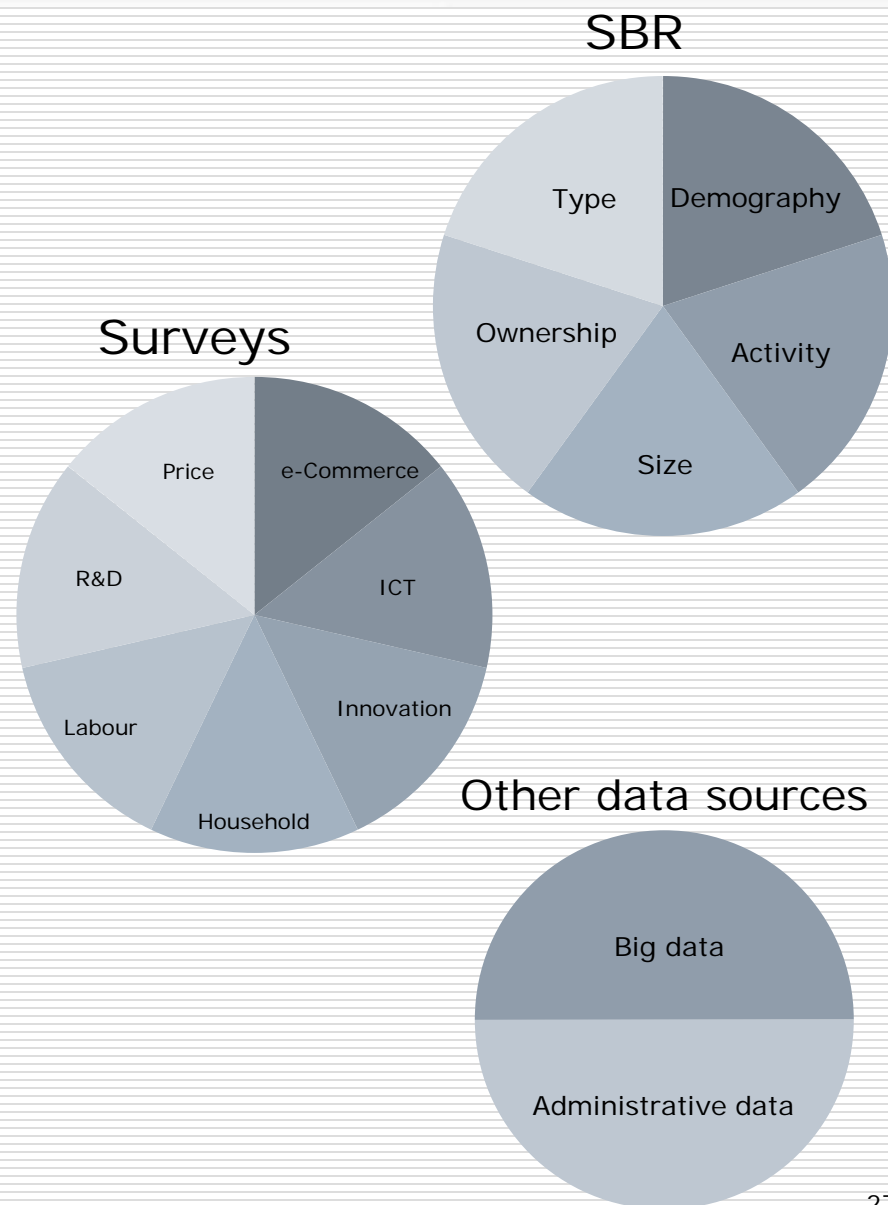 SBR
Type
Demography
Ownership
Activity
Size
Surveys
Price
e-Commerce
R&D
ICT
Labour
Innovation
Household
Other data sources
Big data
Administrative data
27